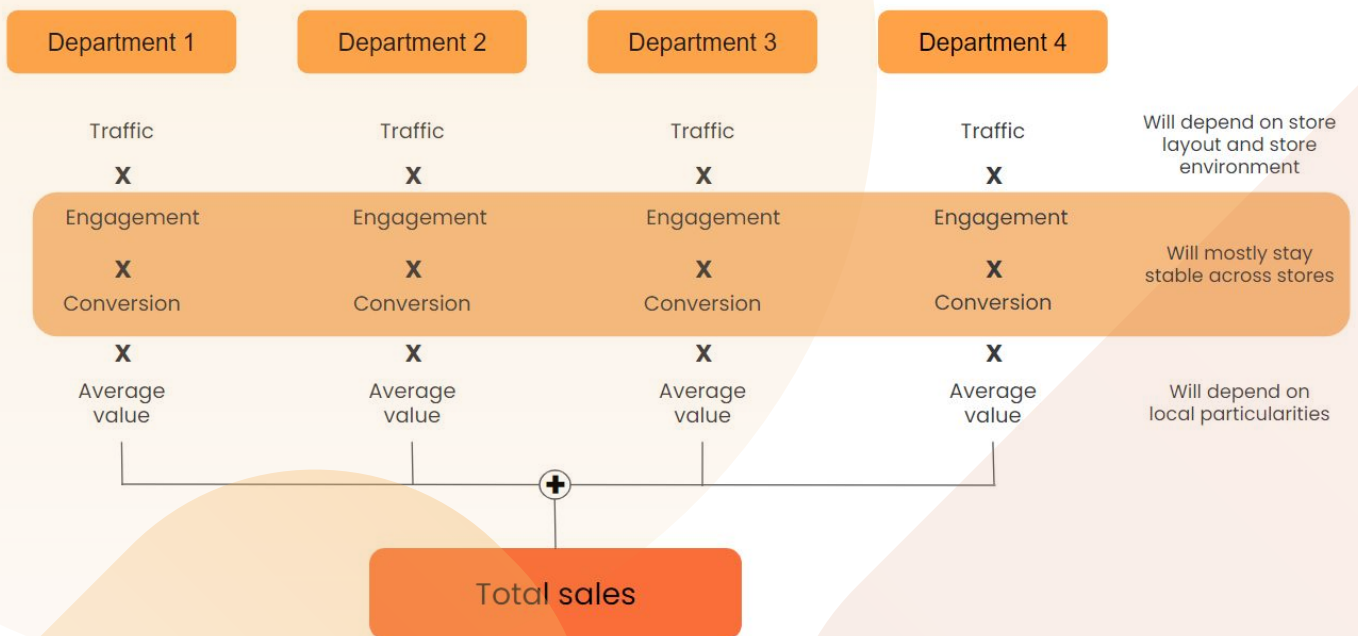 Department 1 Department 2 Department 3 Department 4
Traffic Traffic Traffic Traffic
Will depend on store
layout and store
environment
X X X X
Engagement Engagement Engagement Engagement
X X X X
Will mostly stay
stable across stores
Conversion Conversion Conversion Conversion
X X X X
Average Average Average Average
value value value value
Will depend on
local particularities
+
Total sales